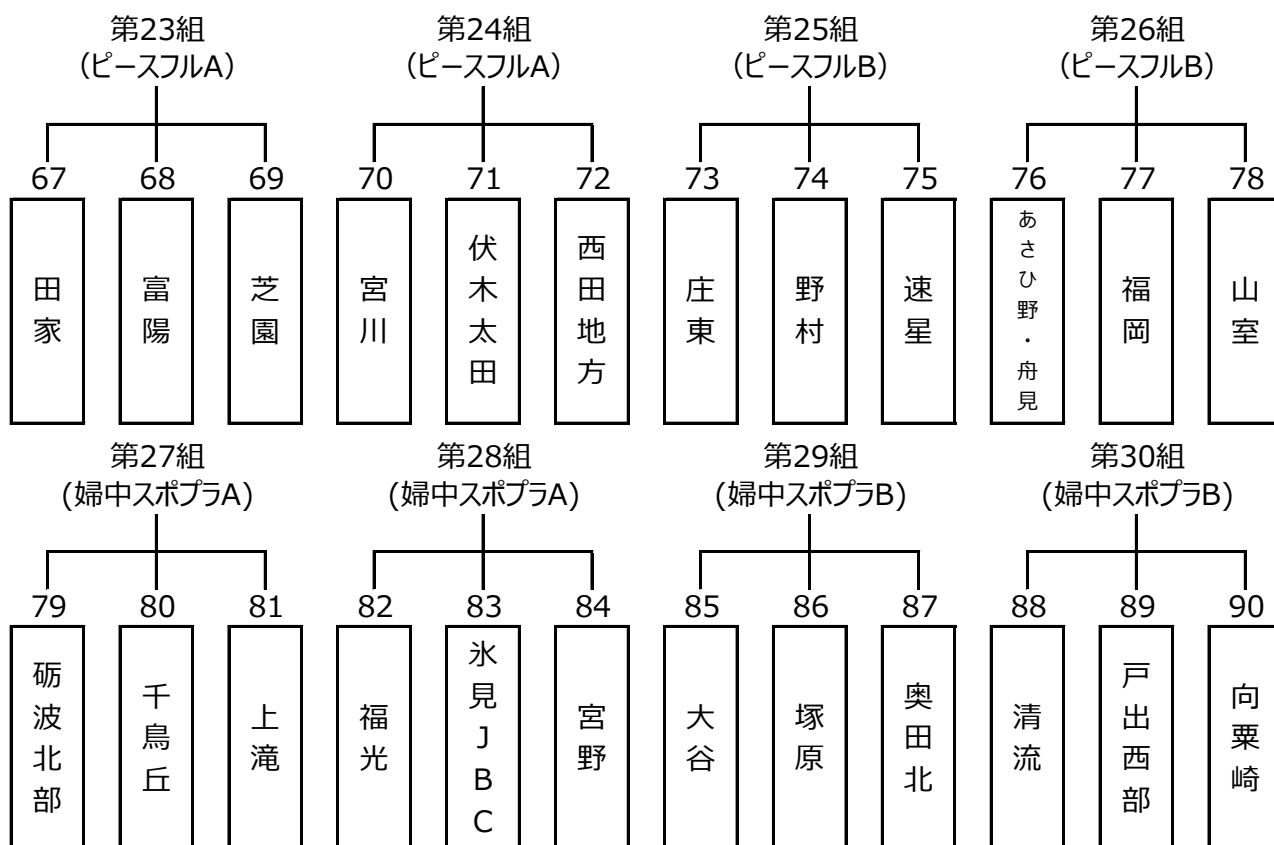 第23組
（ピースフルA）
第24組
（ピースフルA）
第25組
（ピースフルB）
第26組
（ピースフルB）
67
68
69
70
71
72
73
74
75
76
77
78
田家
富陽
芝園
宮川
伏木太田
西田地方
庄東
野村
速星
あさひ野・舟見
福岡
山室
第27組
(婦中スポプラA)
第28組
(婦中スポプラA)
第29組
(婦中スポプラB)
第30組
(婦中スポプラB)
79
80
81
82
83
84
85
86
87
88
89
90
砺波北部
千鳥丘
上滝
福光
氷見JBC
宮野
大谷
塚原
奥田北
清流
戸出西部
向粟崎